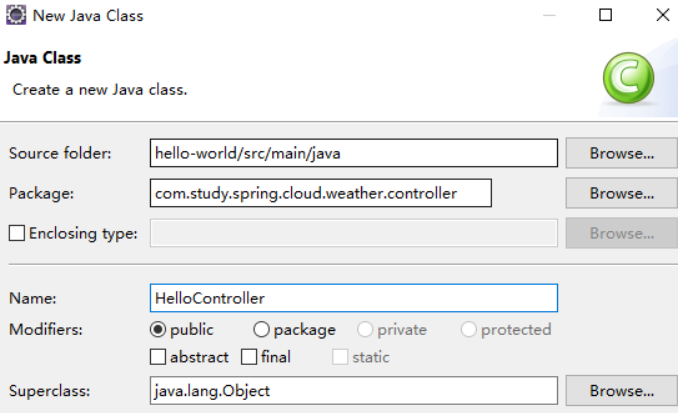 New Java Class
Java Class
Create a new Java class.
C
Source folder: hello-world/src/main/java Browse...
Package: com.study.spring.cloud.weather.controller Browse...
Enclosing type: Browse...
Name: HelloController
Modifiers: public package private protected
abstract final static
Superclass: java.lang.Object Browse...